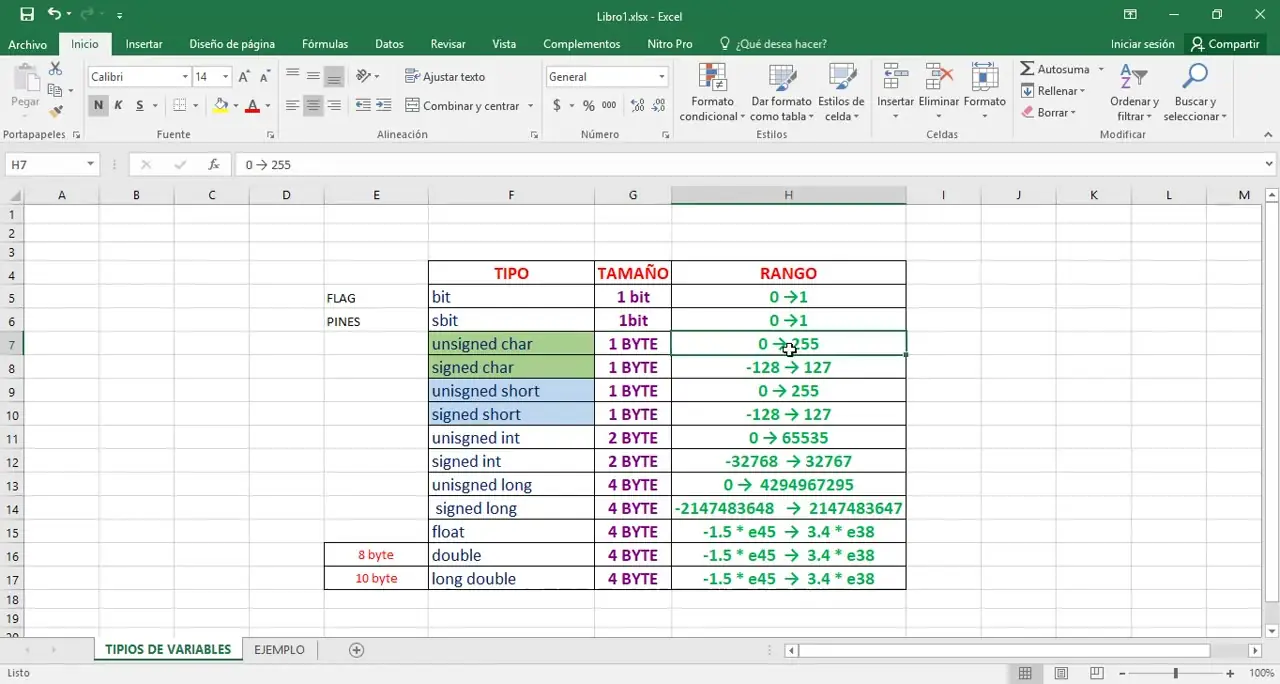 Libro1.xlsx - Excel
Archivo Inicio Insertar Diseño de página Fórmulas Datos Revisar Vista Complementos Nitro Pro ¿Qué desea hacer? Iniciar sesión Compartir
Pegar
Calibri 14
N K S
Ajustar texto
Combinar y centrar
General
$ % 000
Formato condicional
Dar formato como tabla
Estilos de celda
Insertar Eliminar Formato
Autosuma
Rellenar
Borrar
Ordenar y filtrar
Buscar y seleccionar
Portapapeles Fuente Alineación Número Estilos Celdas Modificar
H7 fx 0 → 255
A B C D E F G H I J K L M
1
2
3
4 TIPO TAMAÑO RANGO
5 FLAG bit 1 bit 0 →1
6 PINES sbit 1bit 0 →1
7 unsigned char 1 BYTE 0 → 255
8 signed char 1 BYTE -128 → 127
9 unisgned short 1 BYTE 0 → 255
10 signed short 1 BYTE -128 → 127
11 unisgned int 2 BYTE 0 → 65535
12 signed int 2 BYTE -32768 → 32767
13 unisgned long 4 BYTE 0 → 4294967295
14 signed long 4 BYTE -2147483648 → 2147483647
15 float 4 BYTE -1.5 * e45 → 3.4 * e38
16 8 byte double 4 BYTE -1.5 * e45 → 3.4 * e38
17 10 byte long double 4 BYTE -1.5 * e45 → 3.4 * e38
18
19
TIPIOS DE VARIABLES EJEMPLO
Listo 100%